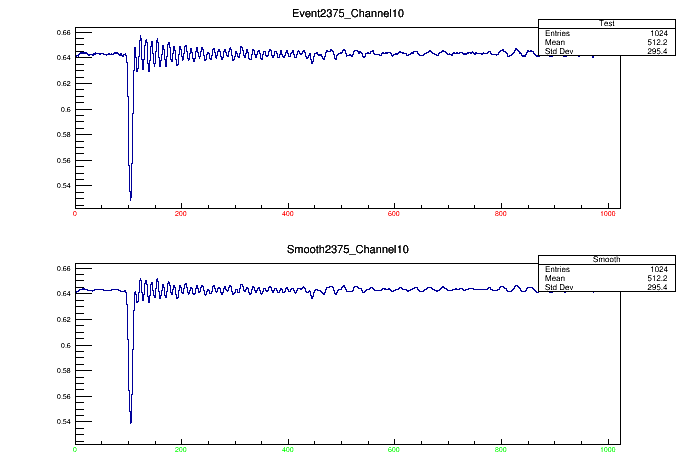 Event2375_Channel10
Test
Entries 1024
Mean 512.2
Std Dev 295.4
0.66
0.64
0.62
0.6
0.58
0.56
0.54
0 200 400 600 800 1000
Smooth2375_Channel10
Smooth
Entries 1024
Mean 512.2
Std Dev 295.4
0.66
0.64
0.62
0.6
0.58
0.56
0.54
0 200 400 600 800 1000